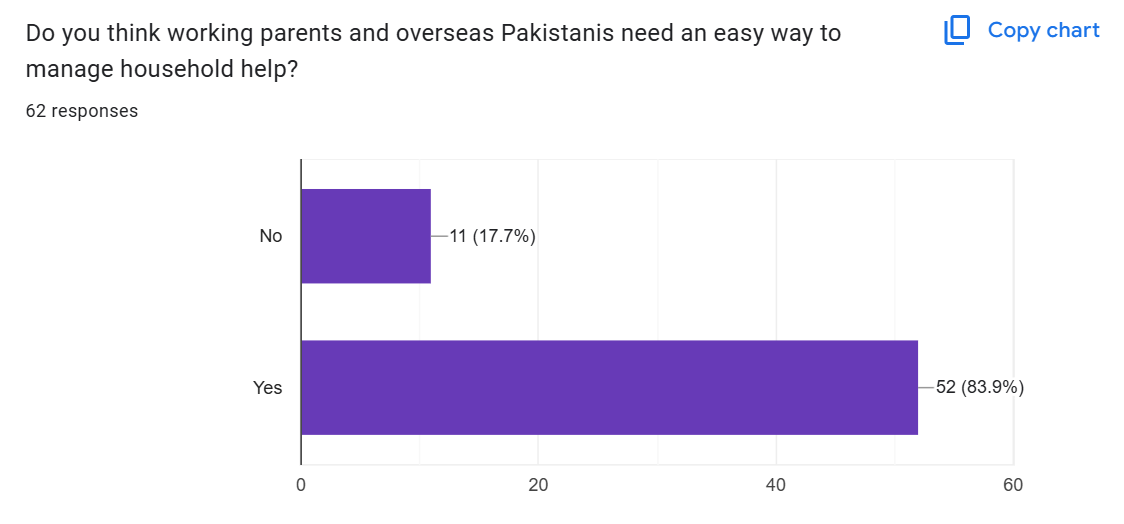 Do you think working parents and overseas Pakistanis need an easy way to
manage household help?
Copy chart
62 responses
No
11 (17.7%)
Yes
52 (83.9%)
0
20
40
60